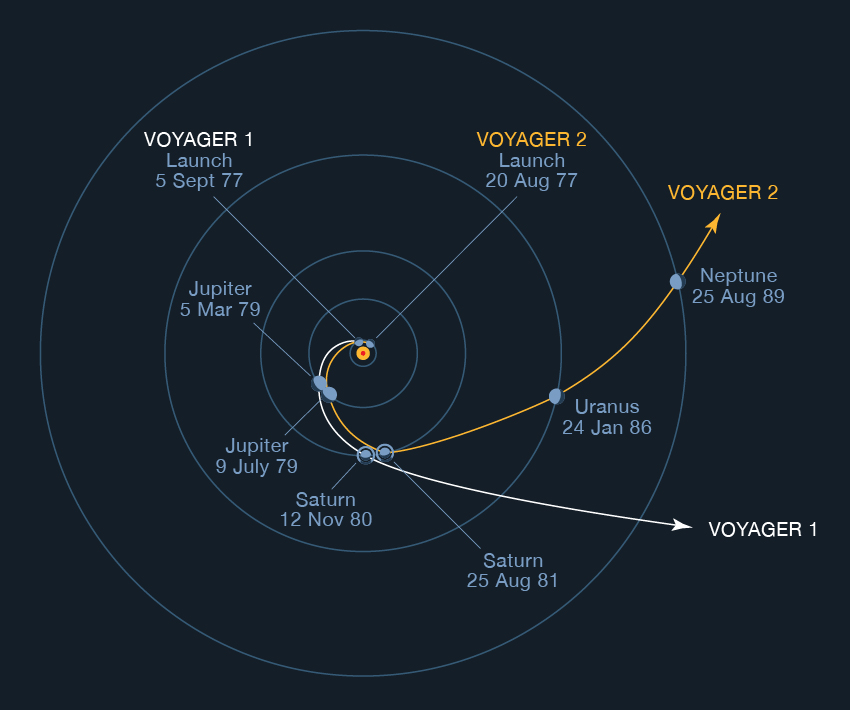 VOYAGER 1
Launch
5 Sept 77
VOYAGER 2
Launch
20 Aug 77
VOYAGER 2
Neptune
25 Aug 89
Jupiter
5 Mar 79
Uranus
24 Jan 86
Jupiter
9 July 79
Saturn
12 Nov 80
VOYAGER 1
Saturn
25 Aug 81